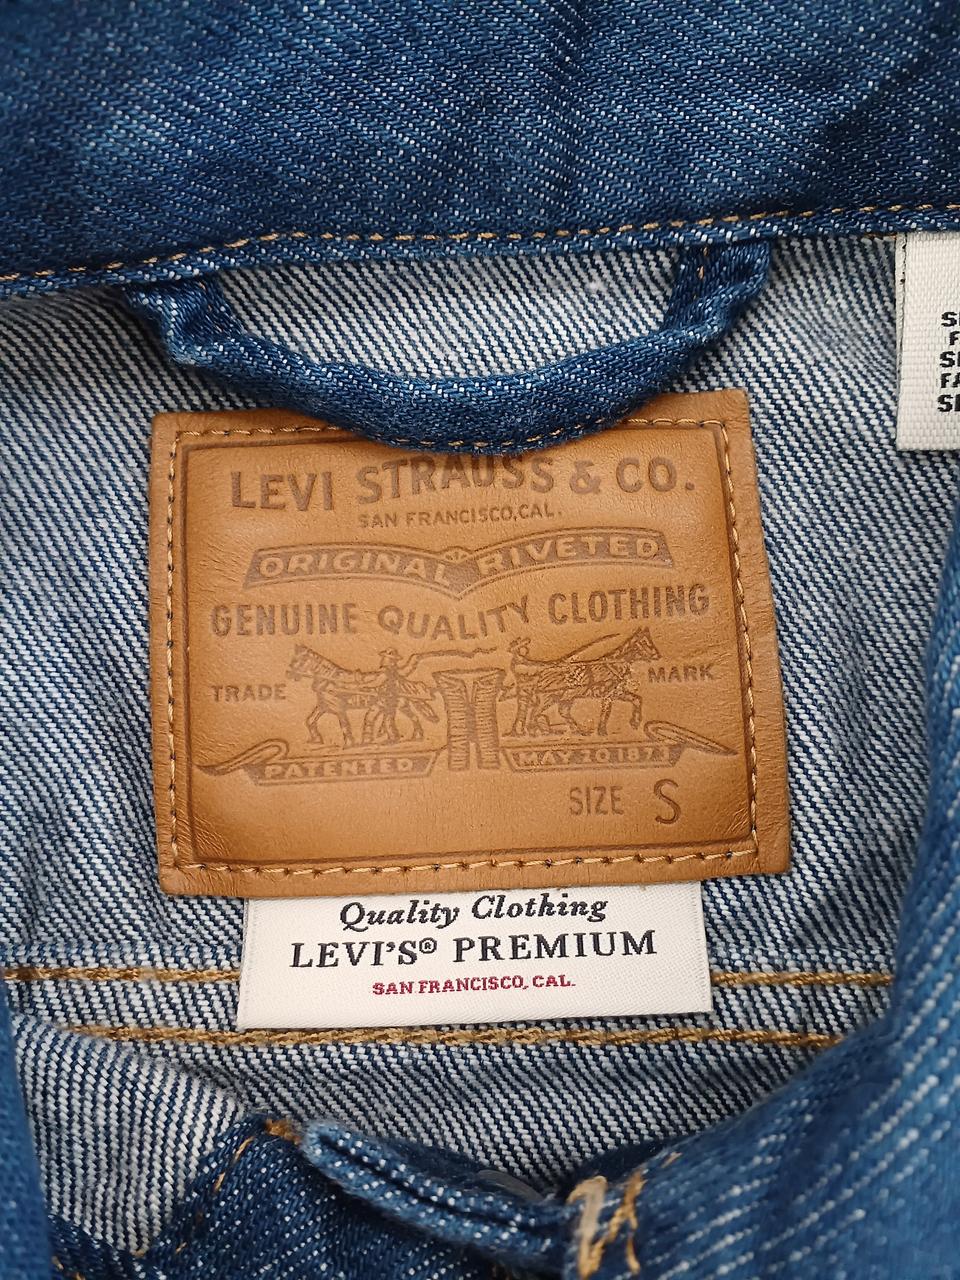 LEVI STRAUSS & CO.
SAN FRANCISCO, CAL.
ORIGINAL RIVETED
GENUINE QUALITY CLOTHING
TRADE MARK
PATENTED MAY 20 1873
SIZE S
Quality Clothing
LEVI'S® PREMIUM
SAN FRANCISCO, CAL.